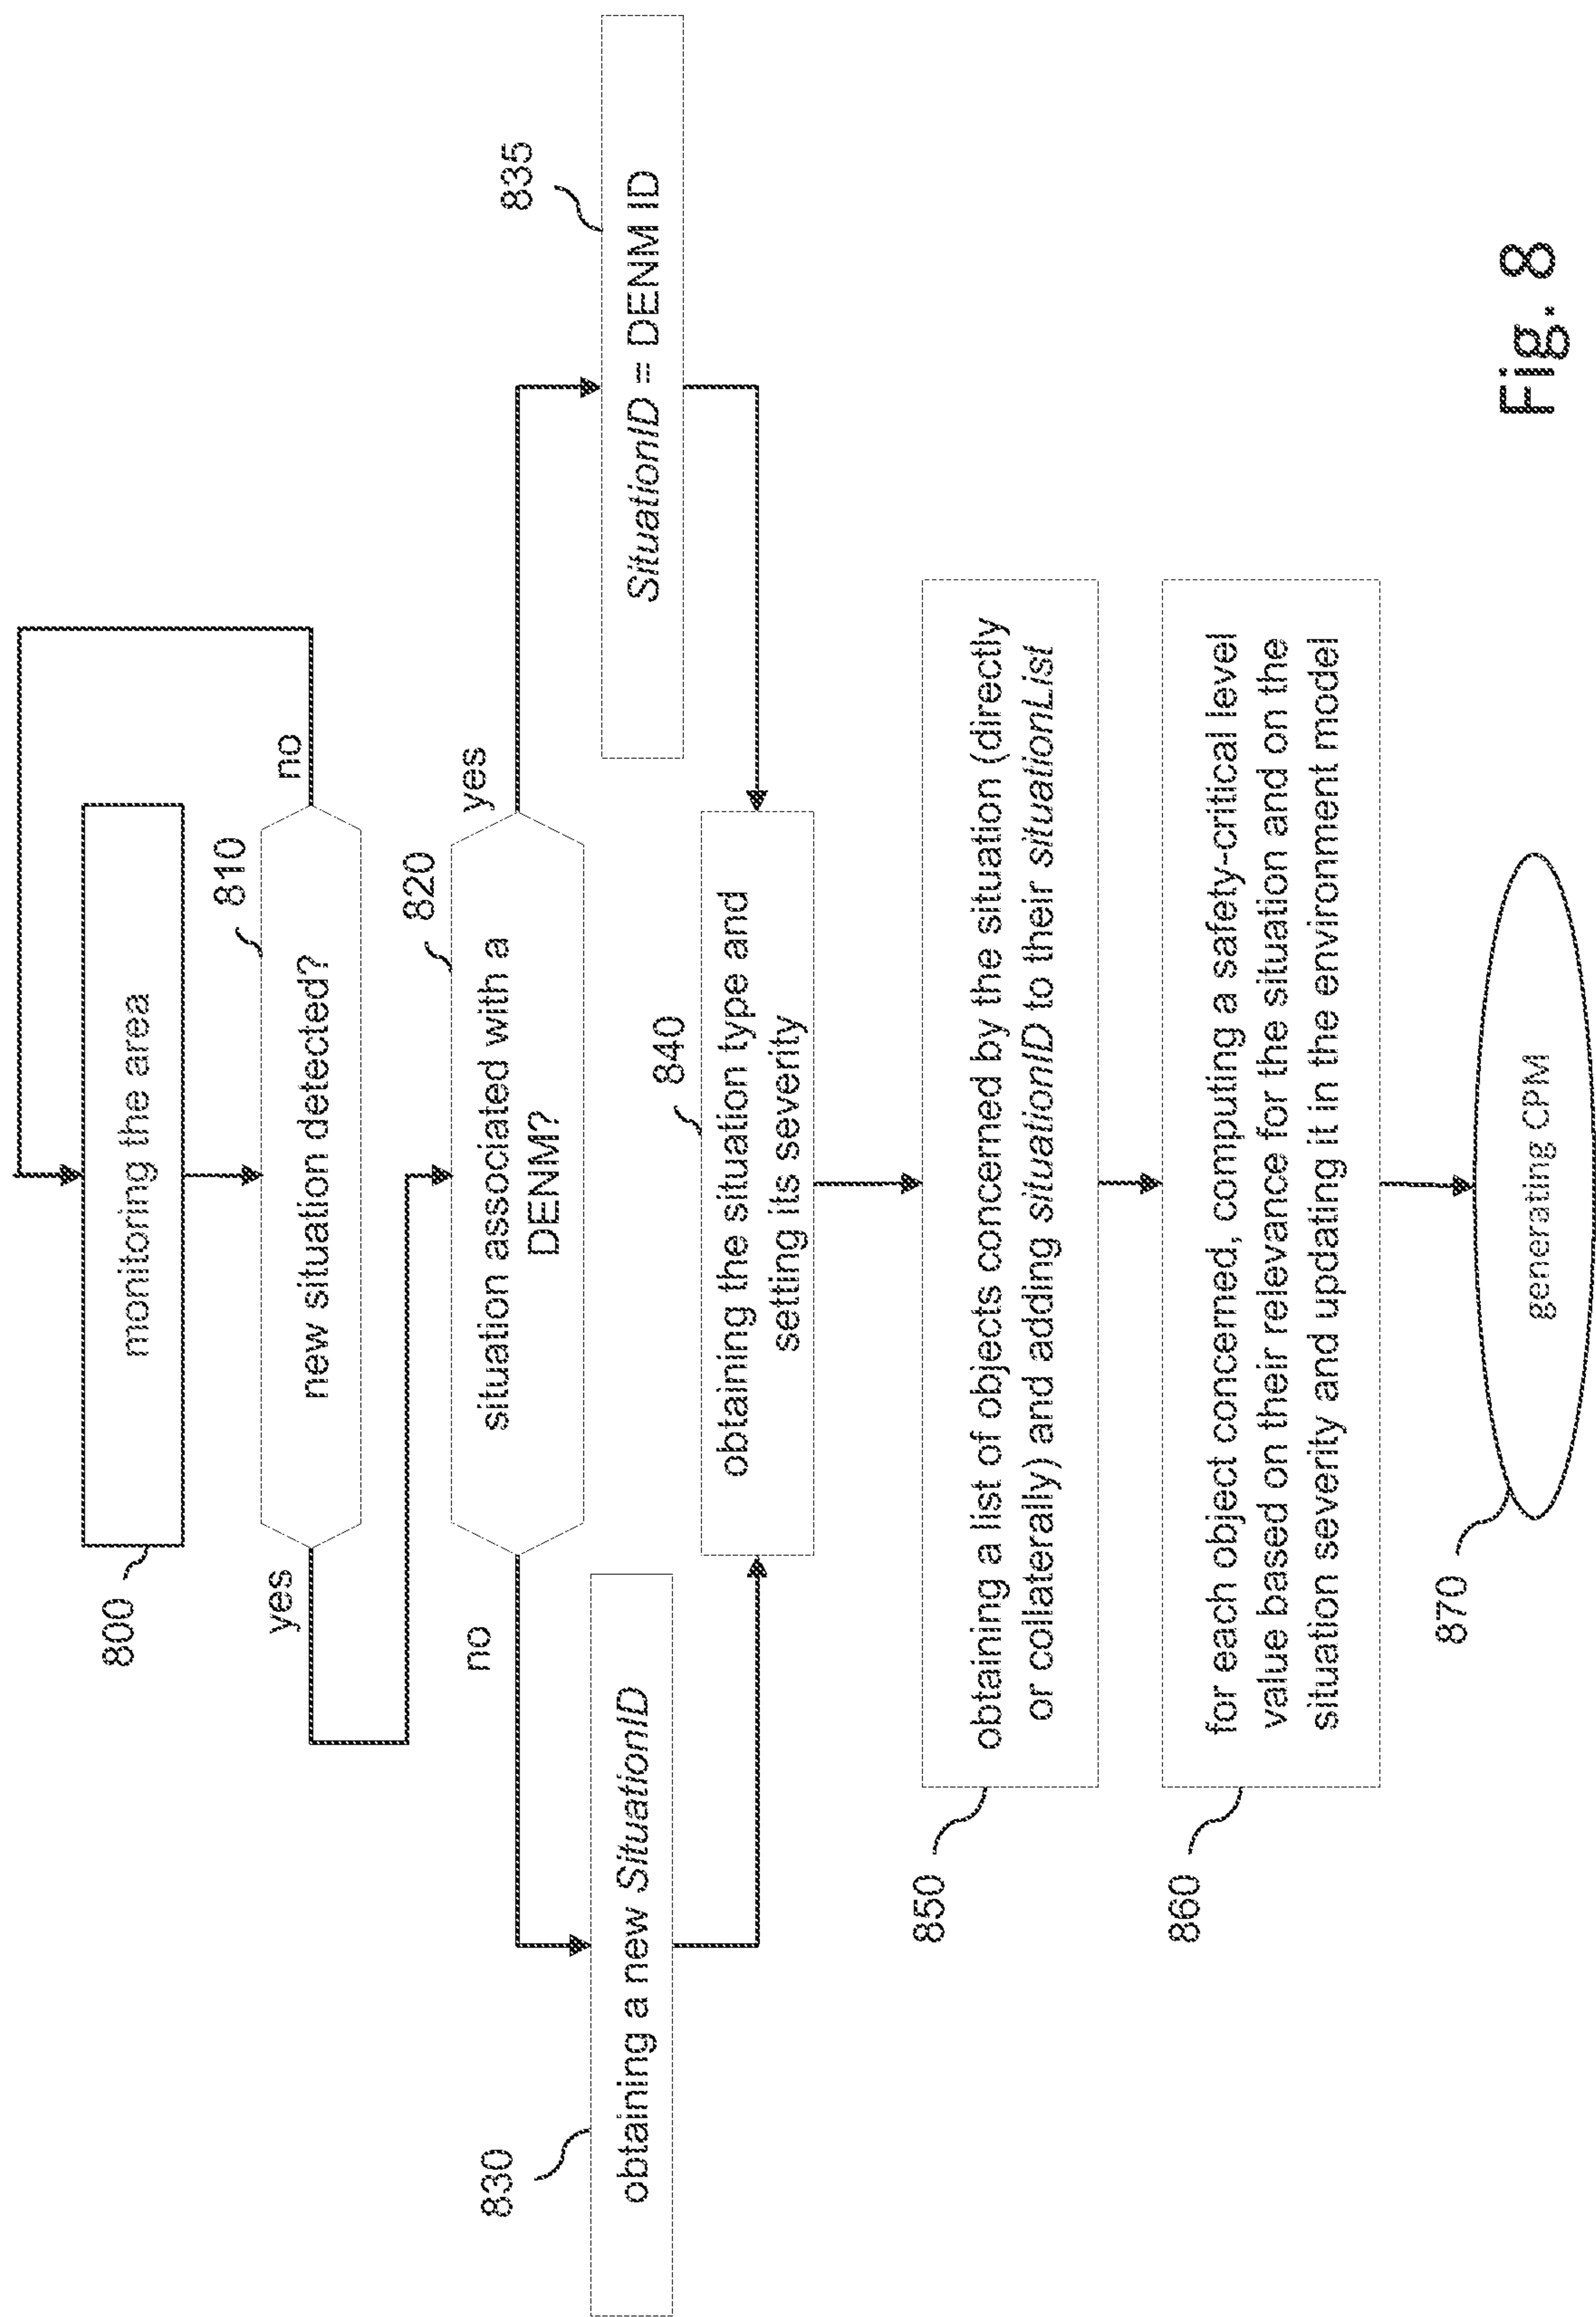 800
monitoring the area
810
new situation detected?
yes
no
820
situation associated with a
DENM?
no
yes
830
obtaining a new SituationID
835
SituationID = DENM ID
840
obtaining the situation type and
setting its severity
850
obtaining a list of objects concerned by the situation (directly
or collaterally) and adding situationID to their situationList
860
for each object concerned, computing a safety-critical level
value based on their relevance for the situation and on the
situation severity and updating it in the environment model
870
generating CPM
Fig. 8